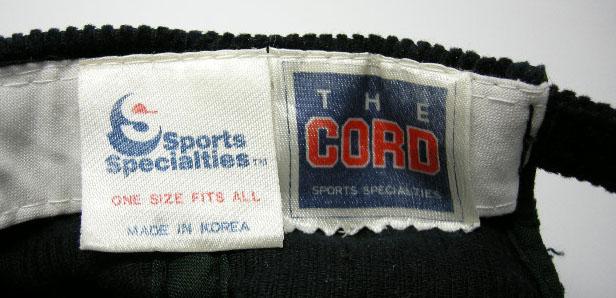 Sports
Specialties™
ONE SIZE FITS ALL
MADE IN KOREA
THE
CORD
SPORTS SPECIALTIES